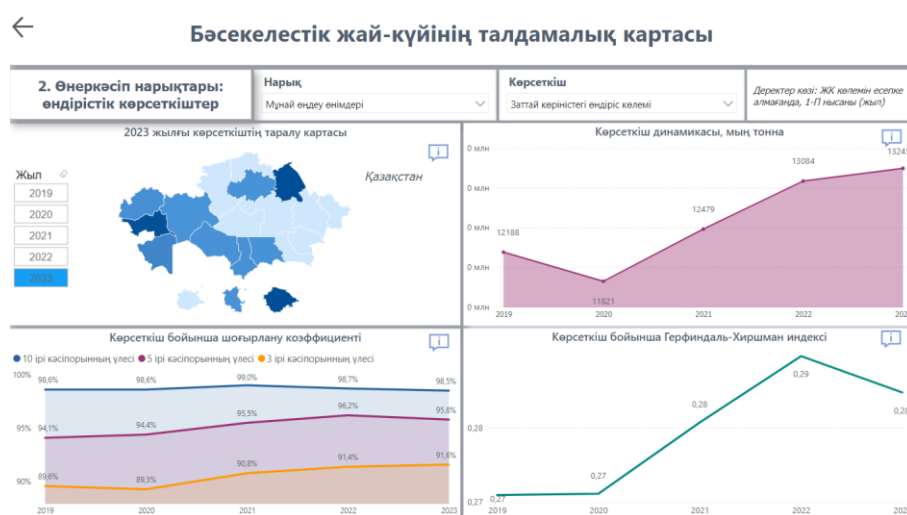 Бәсекелестік жай-күйінің талдамалық картасы
2. Өнеркәсіп нарықтары:
өндірістік көрсеткіштер
Нарық
Мұнай өңдеу өнімдері
Көрсеткіш
Заттай көріністегі өндіріс көлемі
Деректер көзі: ЖК көлемін есепке
алмағанда, 1-П нысаны (жыл)
2023 жылғы көрсеткіштің таралу картасы
Қазақстан
Жыл
2019
2020
2021
2022
2023
Көрсеткіш динамикасы, мың тонна
0 млн
0 млн
0 млн
0 млн
0 млн
12188
11821
12479
13084
1324
2019
2020
2021
2022
202
Көрсеткіш бойынша шоғырлану коэффициенті
10 ірі кәсіпорынның үлесі 5 ірі кәсіпорынның үлесі 3 ірі кәсіпорынның үлесі
100%
95%
90%
98,6% 98,6% 99,0% 98,7% 98,5%
94,1% 94,4% 95,5% 96,2% 95,8%
89,6% 89,3% 90,8% 91,4% 91,6%
2019 2020 2021 2022 2023
Көрсеткіш бойынша Герфиндаль-Хиршман индексі
0,28
0,27
0,27
0,27
0,28
0,29
0,28
2019 2020 2021 2022 202